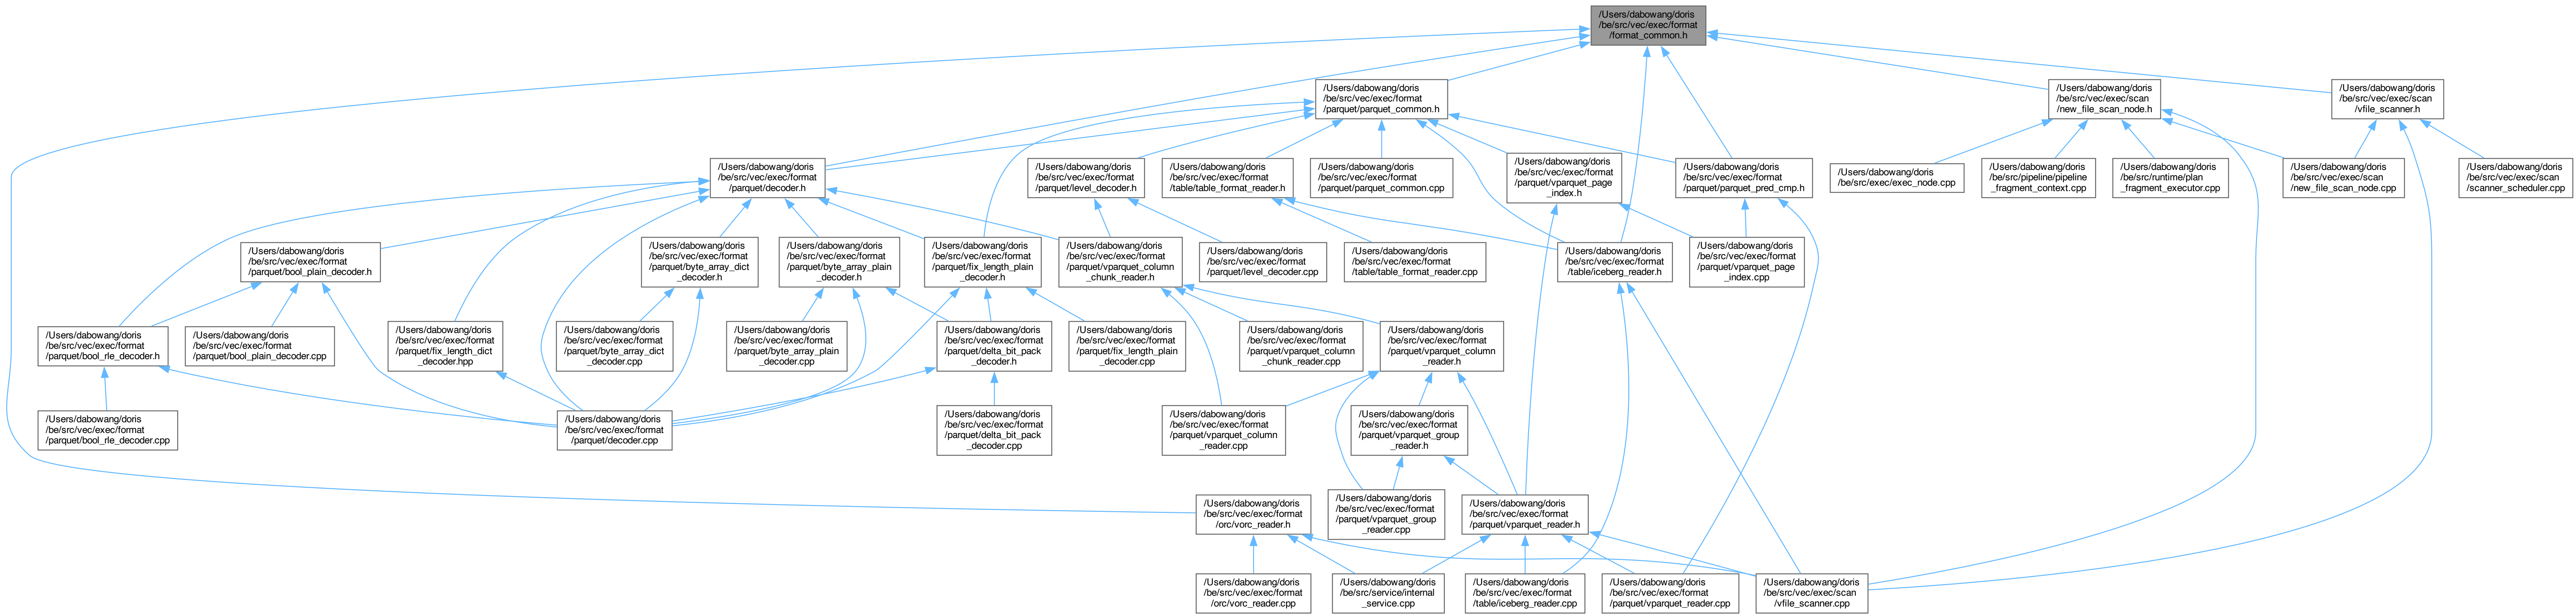 /Users/dabowang/doris
/be/src/vec/exec/format
/format_common.h
/Users/dabowang/doris
/be/src/vec/exec/format
/parquet/parquet_common.h
/Users/dabowang/doris
/be/src/vec/exec/scan
/new_file_scan_node.h
/Users/dabowang/doris
/be/src/vec/exec/scan
/vfile_scanner.h
/Users/dabowang/doris
/be/src/vec/exec/format
/parquet/decoder.h
/Users/dabowang/doris
/be/src/vec/exec/format
/parquet/level_decoder.h
/Users/dabowang/doris
/be/src/vec/exec/format
/table/table_format_reader.h
/Users/dabowang/doris
/be/src/vec/exec/format
/parquet/parquet_common.cpp
/Users/dabowang/doris
/be/src/vec/exec/format
/parquet/vparquet_page
_index.h
/Users/dabowang/doris
/be/src/vec/exec/format
/parquet/parquet_pred_cmp.h
/Users/dabowang/doris
/be/src/exec/exec_node.cpp
/Users/dabowang/doris
/be/src/pipeline/pipeline
_fragment_context.cpp
/Users/dabowang/doris
/be/src/runtime/plan
_fragment_executor.cpp
/Users/dabowang/doris
/be/src/vec/exec/scan
/new_file_scan_node.cpp
/Users/dabowang/doris
/be/src/vec/exec/scan
/scanner_scheduler.cpp
/Users/dabowang/doris
/be/src/vec/exec/format
/parquet/bool_plain_decoder.h
/Users/dabowang/doris
/be/src/vec/exec/format
/parquet/byte_array_dict
_decoder.h
/Users/dabowang/doris
/be/src/vec/exec/format
/parquet/byte_array_plain
_decoder.h
/Users/dabowang/doris
/be/src/vec/exec/format
/parquet/fix_length_plain
_decoder.h
/Users/dabowang/doris
/be/src/vec/exec/format
/parquet/vparquet_column
_chunk_reader.h
/Users/dabowang/doris
/be/src/vec/exec/format
/parquet/level_decoder.cpp
/Users/dabowang/doris
/be/src/vec/exec/format
/table/table_format_reader.cpp
/Users/dabowang/doris
/be/src/vec/exec/format
/table/iceberg_reader.h
/Users/dabowang/doris
/be/src/vec/exec/format
/parquet/vparquet_page
_index.cpp
/Users/dabowang/doris
/be/src/vec/exec/format
/parquet/bool_rle_decoder.h
/Users/dabowang/doris
/be/src/vec/exec/format
/parquet/bool_plain_decoder.cpp
/Users/dabowang/doris
/be/src/vec/exec/format
/parquet/fix_length_dict
_decoder.hpp
/Users/dabowang/doris
/be/src/vec/exec/format
/parquet/byte_array_dict
_decoder.cpp
/Users/dabowang/doris
/be/src/vec/exec/format
/parquet/byte_array_plain
_decoder.cpp
/Users/dabowang/doris
/be/src/vec/exec/format
/parquet/delta_bit_pack
_decoder.h
/Users/dabowang/doris
/be/src/vec/exec/format
/parquet/fix_length_plain
_decoder.cpp
/Users/dabowang/doris
/be/src/vec/exec/format
/parquet/vparquet_column
_chunk_reader.cpp
/Users/dabowang/doris
/be/src/vec/exec/format
/parquet/vparquet_column
_reader.h
/Users/dabowang/doris
/be/src/vec/exec/format
/parquet/bool_rle_decoder.cpp
/Users/dabowang/doris
/be/src/vec/exec/format
/parquet/decoder.cpp
/Users/dabowang/doris
/be/src/vec/exec/format
/parquet/delta_bit_pack
_decoder.cpp
/Users/dabowang/doris
/be/src/vec/exec/format
/parquet/vparquet_column
_reader.cpp
/Users/dabowang/doris
/be/src/vec/exec/format
/parquet/vparquet_group
_reader.h
/Users/dabowang/doris
/be/src/vec/exec/format
/orc/vorc_reader.h
/Users/dabowang/doris
/be/src/vec/exec/format
/parquet/vparquet_group
_reader.cpp
/Users/dabowang/doris
/be/src/vec/exec/format
/parquet/vparquet_reader.h
/Users/dabowang/doris
/be/src/vec/exec/format
/orc/vorc_reader.cpp
/Users/dabowang/doris
/be/src/service/internal
_service.cpp
/Users/dabowang/doris
/be/src/vec/exec/format
/table/iceberg_reader.cpp
/Users/dabowang/doris
/be/src/vec/exec/format
/parquet/vparquet_reader.cpp
/Users/dabowang/doris
/be/src/vec/exec/scan
/vfile_scanner.cpp